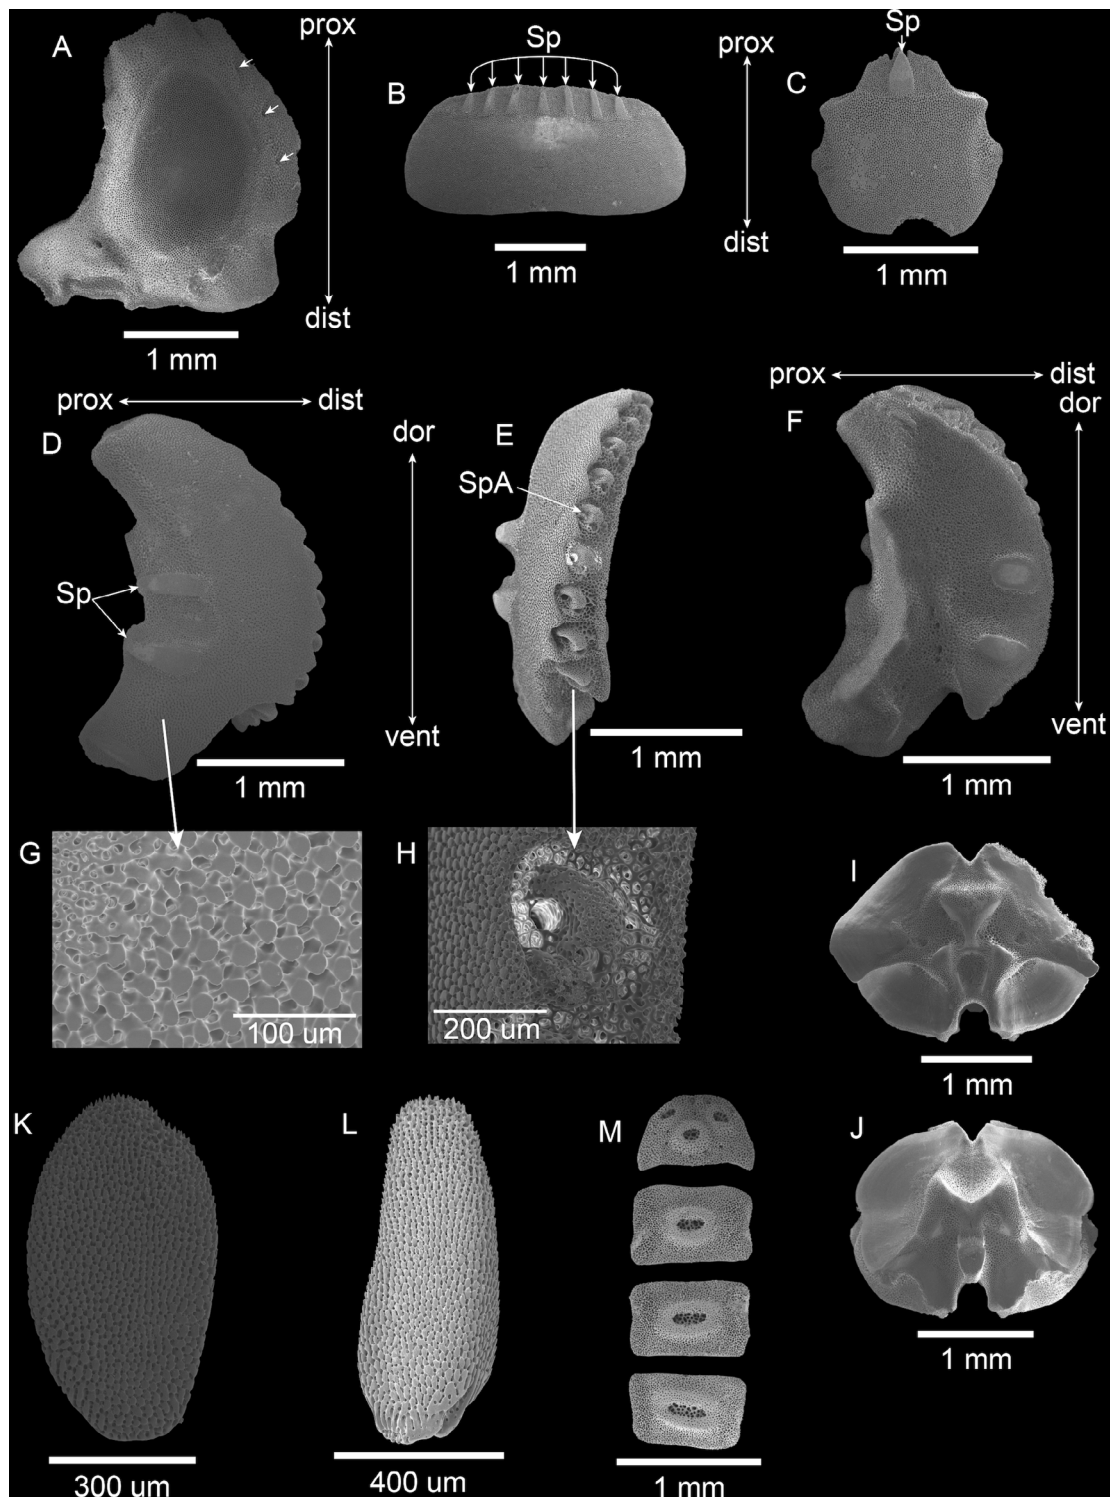 A
prox
dist
1 mm
Sp
B
1 mm
prox
dist
Sp
C
1 mm
prox
dist
D
Sp
1 mm
dor
vent
E
SpA
1 mm
prox
dist
dor
vent
F
1 mm
G
100 um
H
200 um
I
1 mm
J
1 mm
K
300 um
L
400 um
M
1 mm